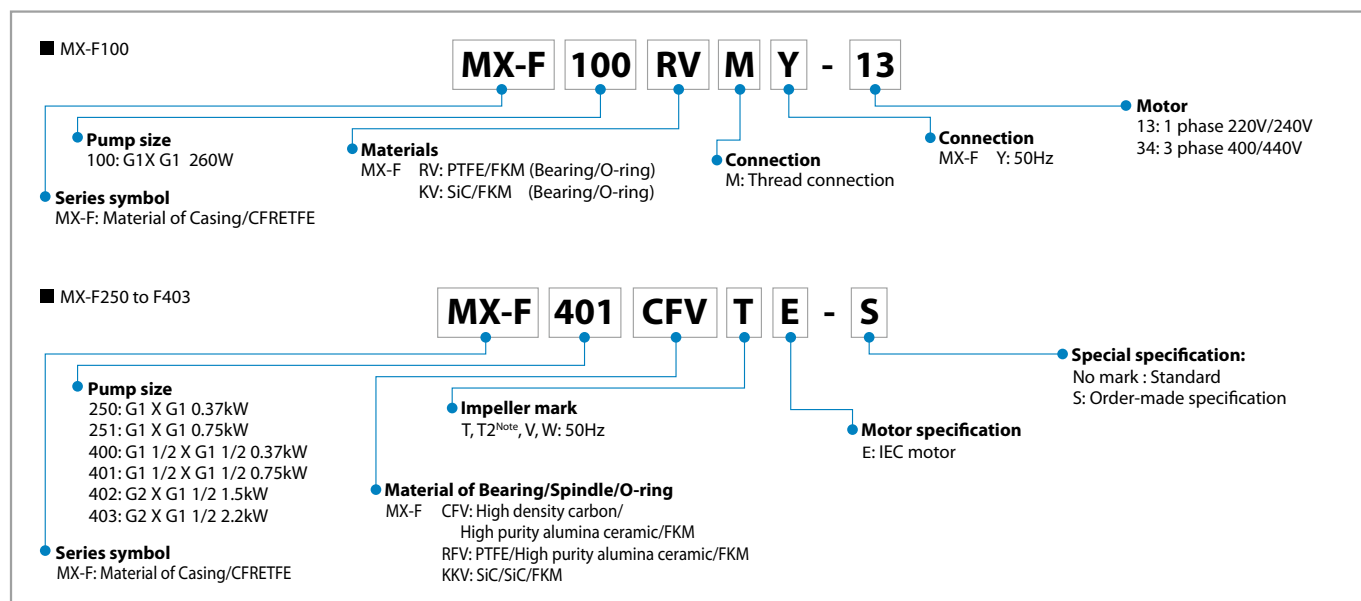 ■ MX-F100
MX-F 100 RV M Y - 13
Motor
13: 1 phase 220V/240V
34: 3 phase 400/440V
Connection
MX-F Y: 50Hz
Connection
M: Thread connection
Materials
MX-F RV: PTFE/FKM (Bearing/O-ring)
KV: SiC/FKM (Bearing/O-ring)
Pump size
100: G1X G1 260W
Series symbol
MX-F: Material of Casing/CFRETFE
■ MX-F250 to F403
MX-F 401 CFV T E - S
Special specification:
No mark : Standard
S: Order-made specification
Motor specification
E: IEC motor
Impeller mark
T, T2Note, V, W: 50Hz
Material of Bearing/Spindle/O-ring
MX-F CFV: High density carbon/
High purity alumina ceramic/FKM
RFV: PTFE/High purity alumina ceramic/FKM
KKV: SiC/SiC/FKM
Pump size
250: G1 X G1 0.37kW
251: G1 X G1 0.75kW
400: G1 1/2 X G1 1/2 0.37kW
401: G1 1/2 X G1 1/2 0.75kW
402: G2 X G1 1/2 1.5kW
403: G2 X G1 1/2 2.2kW
Series symbol
MX-F: Material of Casing/CFRETFE